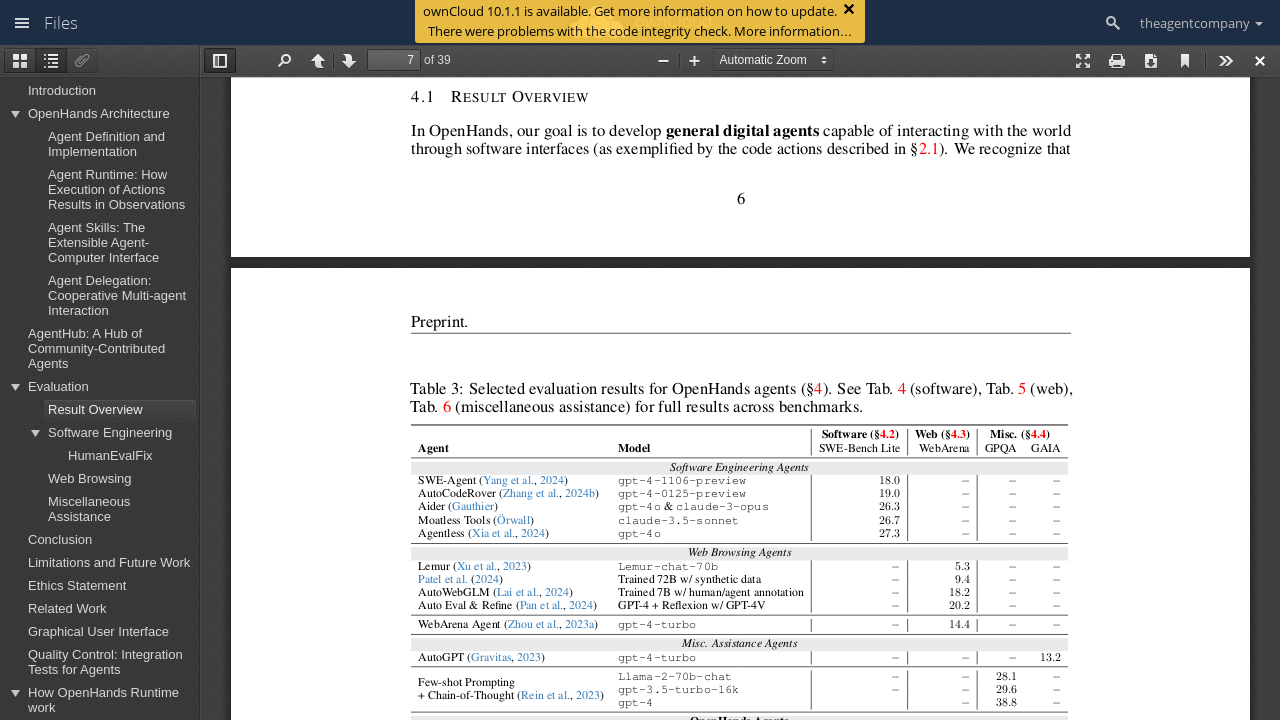 Files
ownCloud 10.1.1 is available. Get more information on how to update.
There were problems with the code integrity check. More information…
theagentcompany
7 of 39
Automatic Zoom
Introduction
OpenHands Architecture
Agent Definition and
Implementation
Agent Runtime: How
Execution of Actions
Results in Observations
Agent Skills: The
Extensible Agent-
Computer Interface
Agent Delegation:
Cooperative Multi-agent
Interaction
AgentHub: A Hub of
Community-Contributed
Agents
Evaluation
Result Overview
Software Engineering
HumanEvalFix
Web Browsing
Miscellaneous
Assistance
Conclusion
Limitations and Future Work
Ethics Statement
Related Work
Graphical User Interface
Quality Control: Integration
Tests for Agents
How OpenHands Runtime
work
4.1 RESULT OVERVIEW
In OpenHands, our goal is to develop general digital agents capable of interacting with the world
through software interfaces (as exemplified by the code actions described in §2.1). We recognize that
6
Preprint.
Table 3: Selected evaluation results for OpenHands agents (§4). See Tab. 4 (software), Tab. 5 (web),
Tab. 6 (miscellaneous assistance) for full results across benchmarks.
Software (§4.2) Web (§4.3) Misc. (§4.4)
Agent Model SWE-Bench Lite WebArena GPQA GAIA
Software Engineering Agents
SWE-Agent (Yang et al., 2024) gpt-4-1106-preview 18.0 – – –
AutoCodeRover (Zhang et al., 2024b) gpt-4-0125-preview 19.0 – – –
Aider (Gauthier) gpt-4o & claude-3-opus 26.3 – – –
Moatless Tools (Örwall) claude-3.5-sonnet 26.7 – – –
Agentless (Xia et al., 2024) gpt-4o 27.3 – – –
Web Browsing Agents
Lemur (Xu et al., 2023) Lemur-chat-70b – 5.3 – –
Patel et al. (2024) Trained 72B w/ synthetic data – 9.4 – –
AutoWebGLM (Lai et al., 2024) Trained 7B w/ human/agent annotation – 18.2 – –
Auto Eval & Refine (Pan et al., 2024) GPT-4 + Reflexion w/ GPT-4V – 20.2 – –
WebArena Agent (Zhou et al., 2023a) gpt-4-turbo – 14.4 – –
Misc. Assistance Agents
AutoGPT (Gravitas, 2023) gpt-4-turbo – – – 13.2
Llama-2-70b-chat – – 28.1 –
Few-shot Prompting
+ Chain-of-Thought (Rein et al., 2023) gpt-3.5-turbo-16k – – 29.6 –
gpt-4 – – 38.8 –
OpenHands Agents